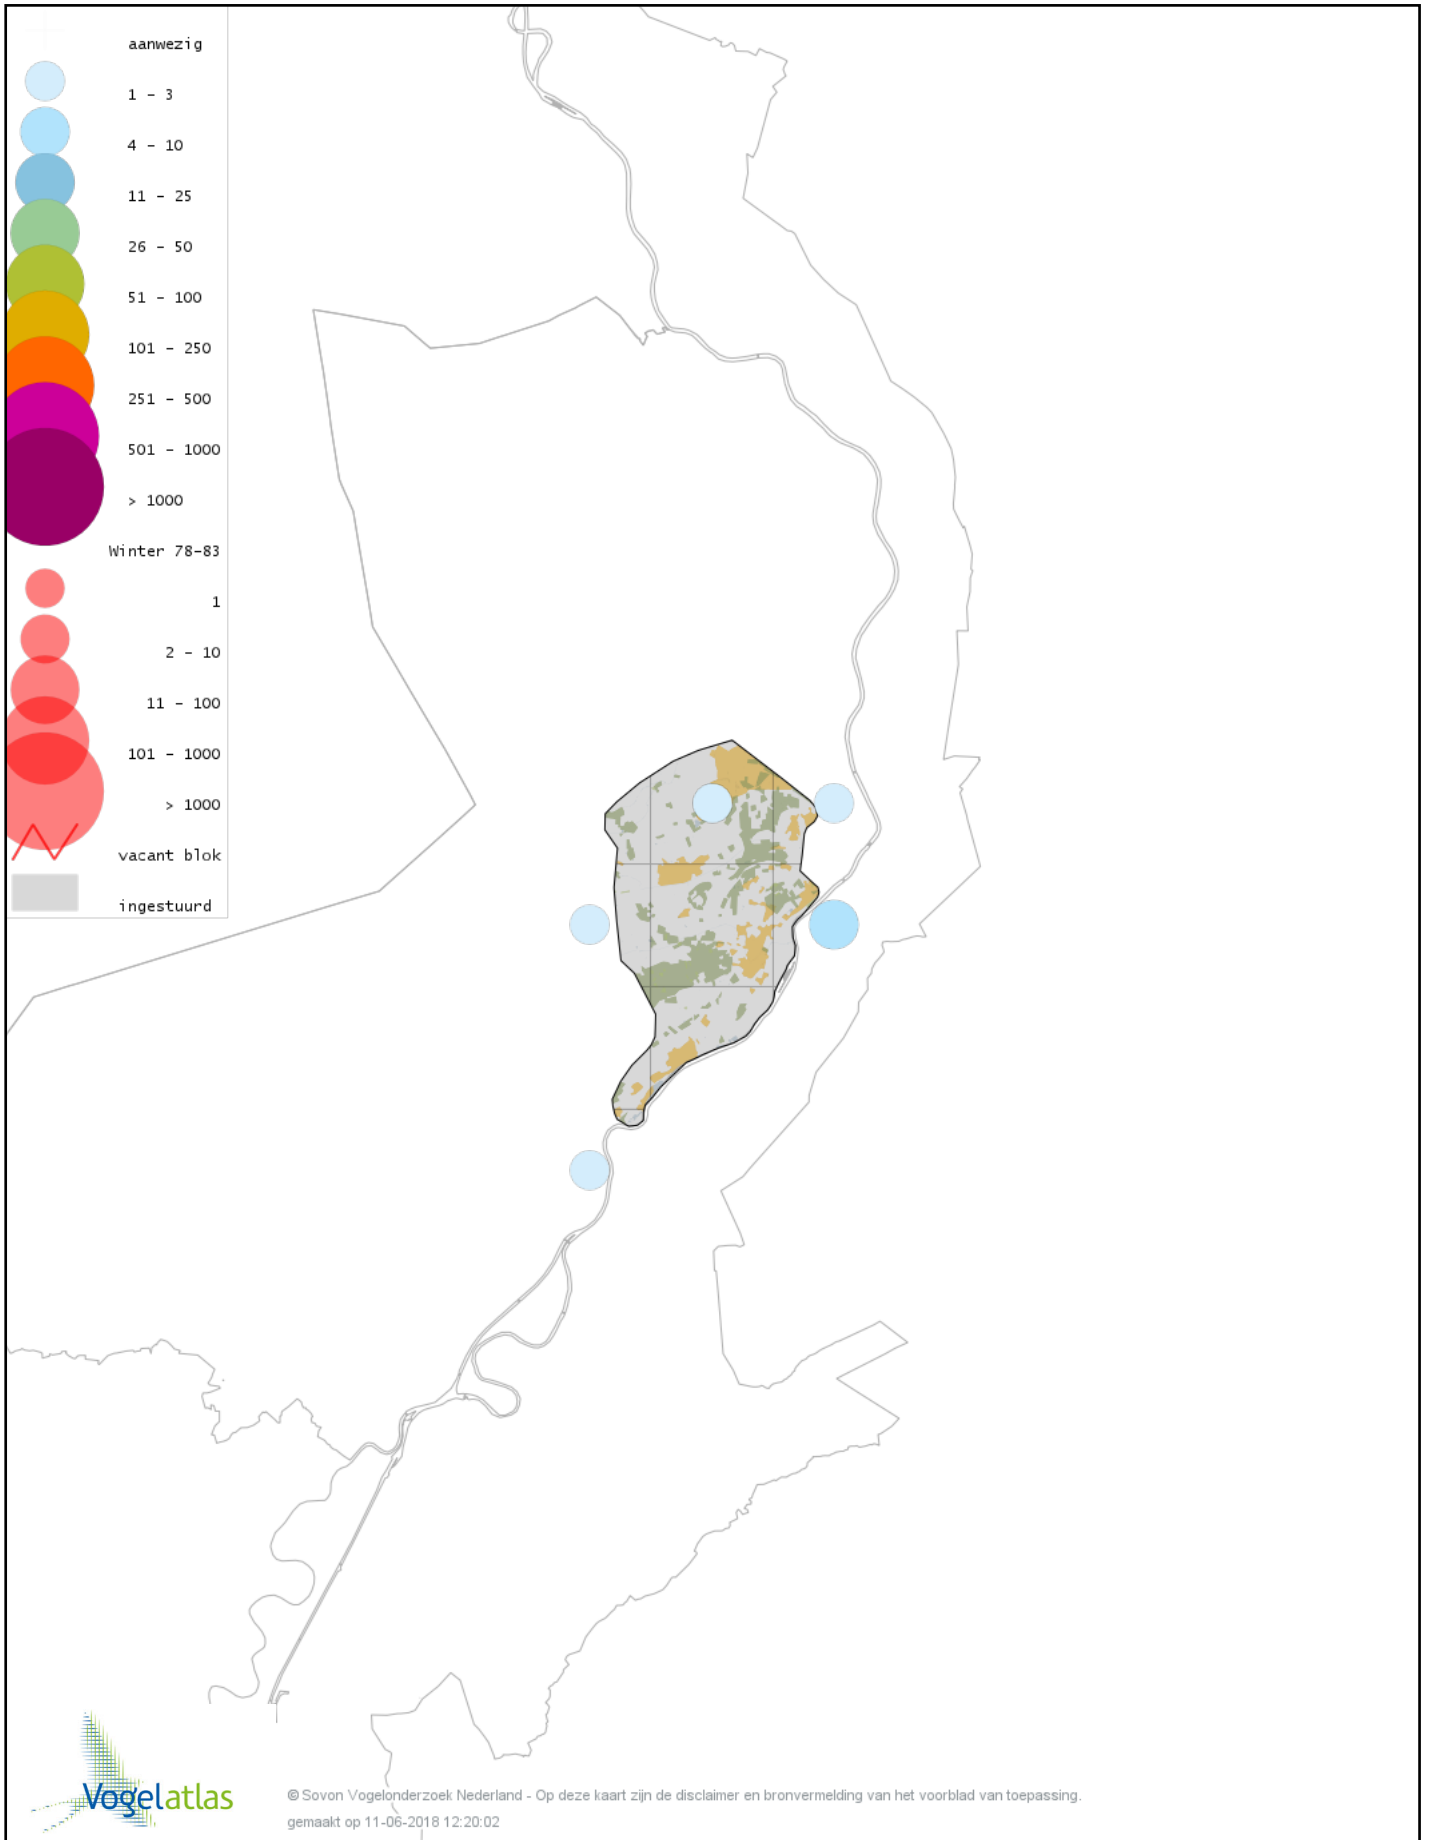 aanwezig
1 - 3
4 - 10
11 - 25
26 - 50
51 - 100
101 - 250
251 - 500
501 - 1000
> 1000
Winter 78-83
1
2 - 10
11 - 100
101 - 1000
> 1000
vacant blok
ingestuurd
Vogelatlas
© Sovon Vogelonderzoek Nederland - Op deze kaart zijn de disclaimer en bronvermelding van het voorblad van toepassing.
gemaakt op 11-06-2018 12:20:02